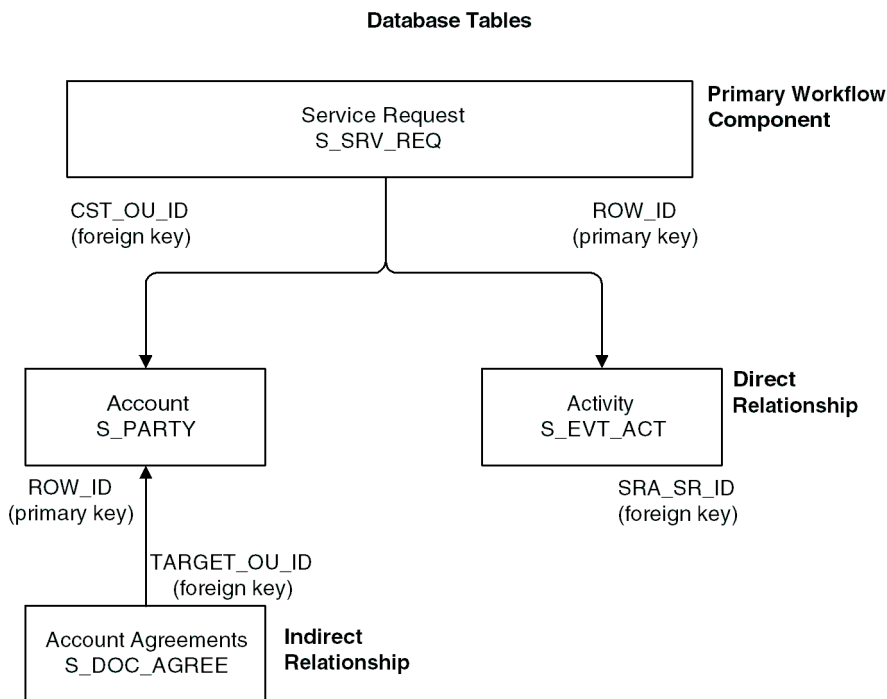 Database Tables
Service Request
S_SRV_REQ
Primary Workflow
Component
CST_OU_ID
(foreign key)
ROW_ID
(primary key)
Account
S_PARTY
Activity
S_EVT_ACT
Direct
Relationship
ROW_ID
(primary key)
SRA_SR_ID
(foreign key)
TARGET_OU_ID
(foreign key)
Account Agreements
S_DOC_AGREE
Indirect
Relationship